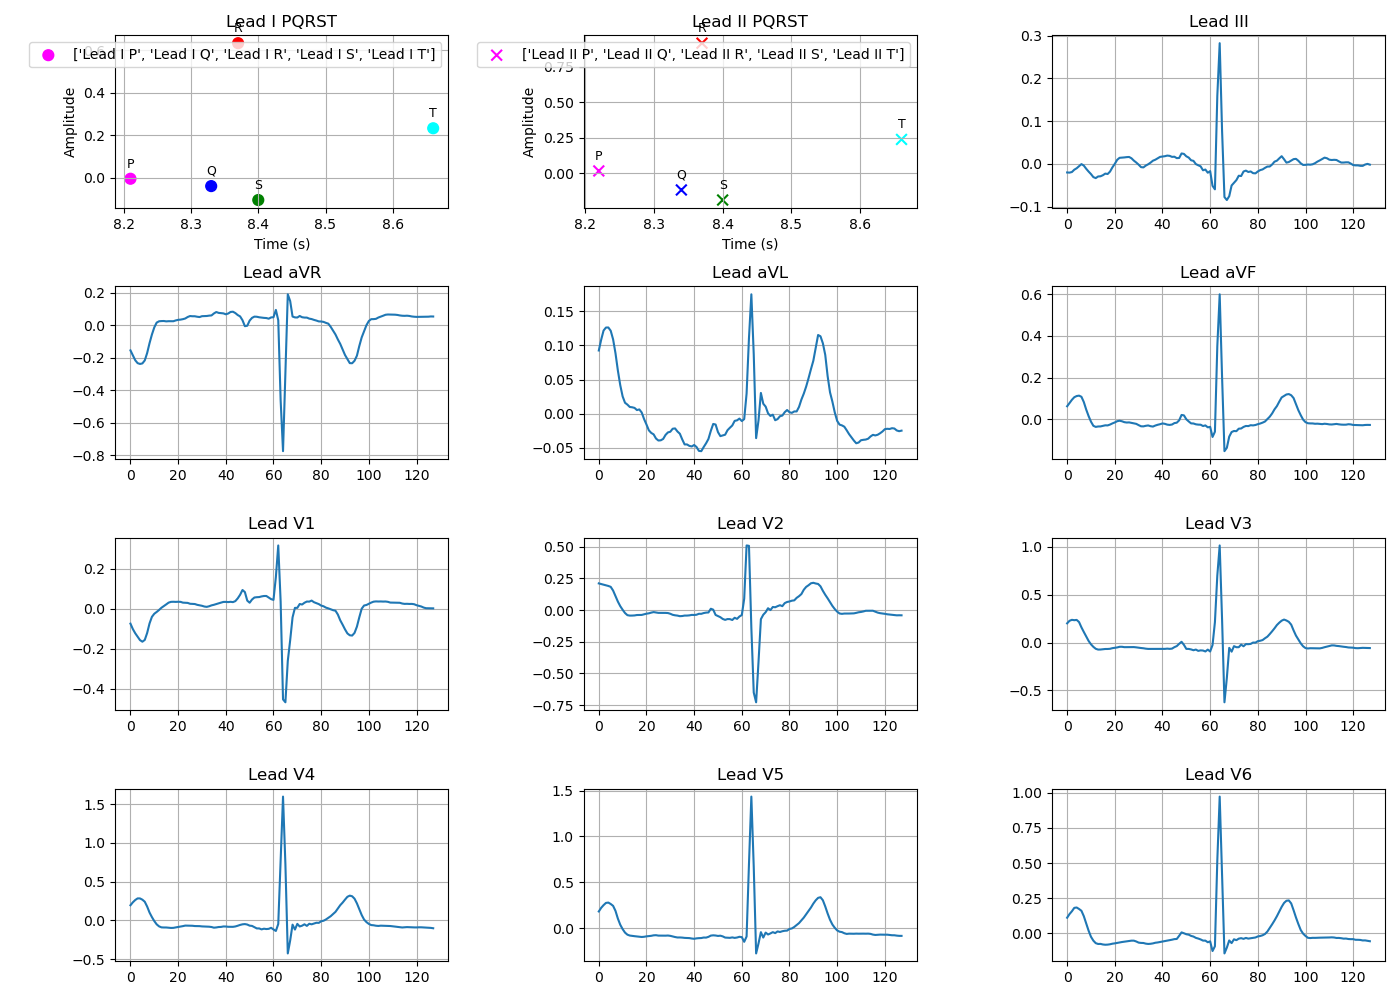 Lead I PQRST
R
['Lead I P', 'Lead I Q', 'Lead I R', 'Lead I S', 'Lead I T']
0.6
0.4
0.2
0.0
Amplitude
P
Q
S
T
8.2 8.3 8.4 8.5 8.6
Time (s)
Lead II PQRST
R
['Lead II P', 'Lead II Q', 'Lead II R', 'Lead II S', 'Lead II T']
0.75
0.50
0.25
0.00
Amplitude
P
Q
S
T
8.2 8.3 8.4 8.5 8.6
Time (s)
Lead III
0.3
0.2
0.1
0.0
−0.1
0 20 40 60 80 100 120
Lead aVR
0.2
0.0
−0.2
−0.4
−0.6
−0.8
0 20 40 60 80 100 120
Lead aVL
0.15
0.10
0.05
0.00
−0.05
0 20 40 60 80 100 120
Lead aVF
0.6
0.4
0.2
0.0
0 20 40 60 80 100 120
Lead V1
0.2
0.0
−0.2
−0.4
0 20 40 60 80 100 120
Lead V2
0.50
0.25
0.00
−0.25
−0.50
−0.75
0 20 40 60 80 100 120
Lead V3
1.0
0.5
0.0
−0.5
0 20 40 60 80 100 120
Lead V4
1.5
1.0
0.5
0.0
−0.5
0 20 40 60 80 100 120
Lead V5
1.5
1.0
0.5
0.0
0 20 40 60 80 100 120
Lead V6
1.00
0.75
0.50
0.25
0.00
0 20 40 60 80 100 120